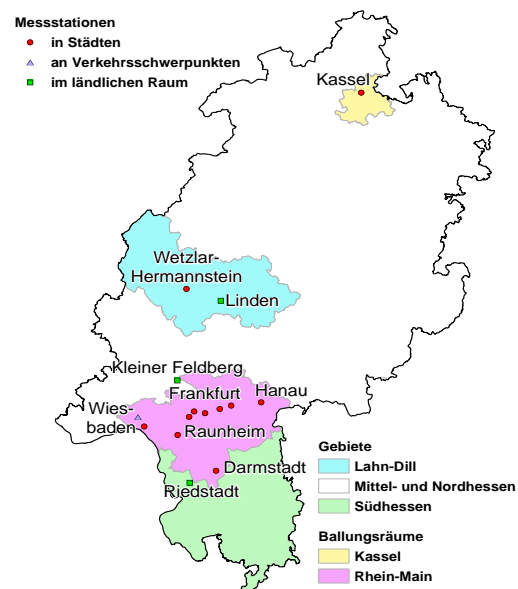 Messstationen
in Städten
an Verkehrsschwerpunkten
im ländlichen Raum
Kassel
Wetzlar-
Hermannstein
Linden
Kleiner Feldberg
Frankfurt
Hanau
Wies-
baden
Raunheim
Darmstadt
Riedstadt
Gebiete
Lahn-Dill
Mittel- und Nordhessen
Südhessen
Ballungsräume
Kassel
Rhein-Main